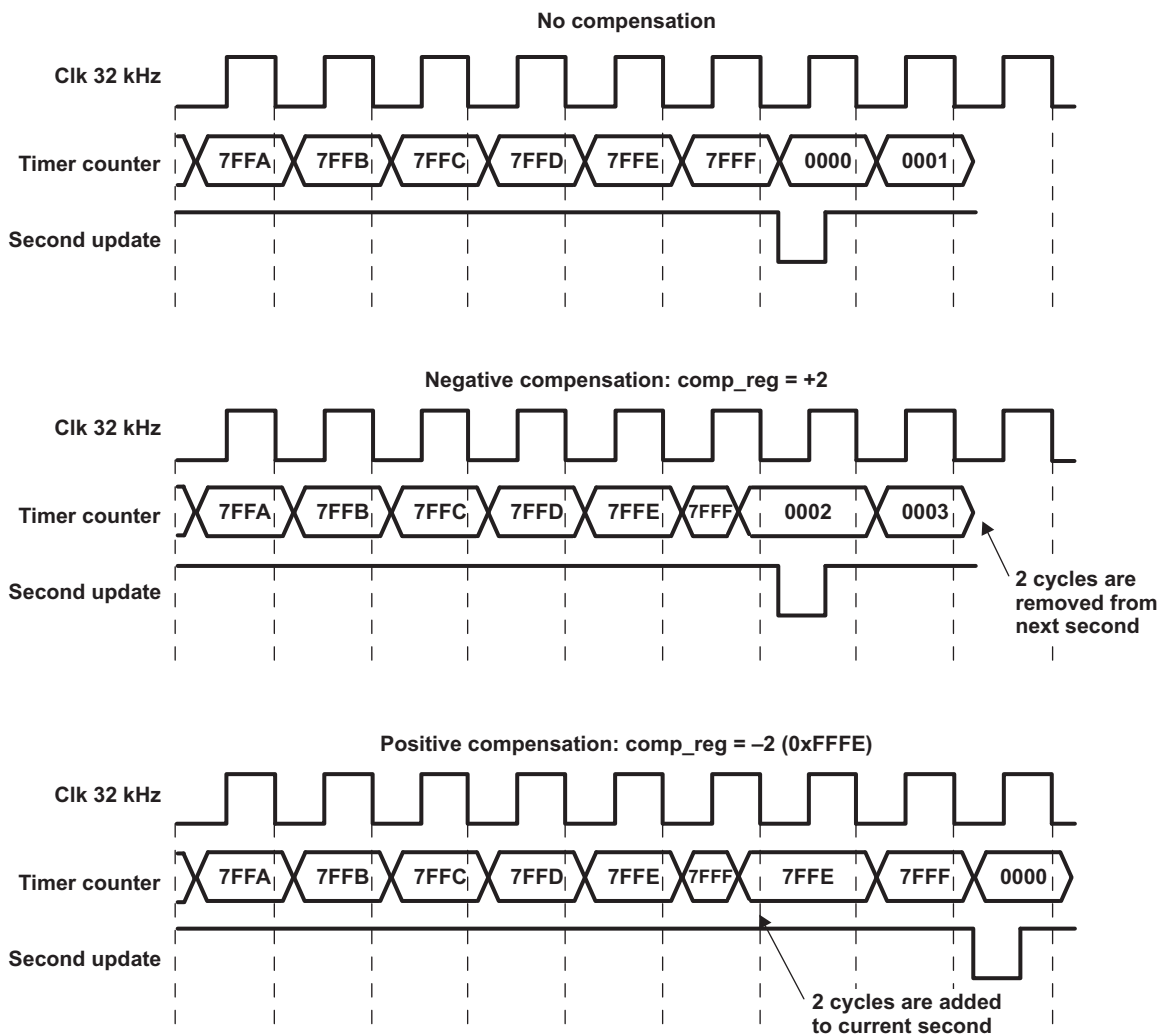 No compensation
Clk 32 kHz
Timer counter 7FFA 7FFB 7FFC 7FFD 7FFE 7FFF 0000 0001
Second update
Negative compensation: comp_reg = +2
Clk 32 kHz
Timer counter 7FFA 7FFB 7FFC 7FFD 7FFE 7FFF 0002 0003
Second update
2 cycles are
removed from
next second
Positive compensation: comp_reg = –2 (0xFFFE)
Clk 32 kHz
Timer counter 7FFA 7FFB 7FFC 7FFD 7FFE 7FFF 7FFE 7FFF 0000
Second update
2 cycles are added
to current second